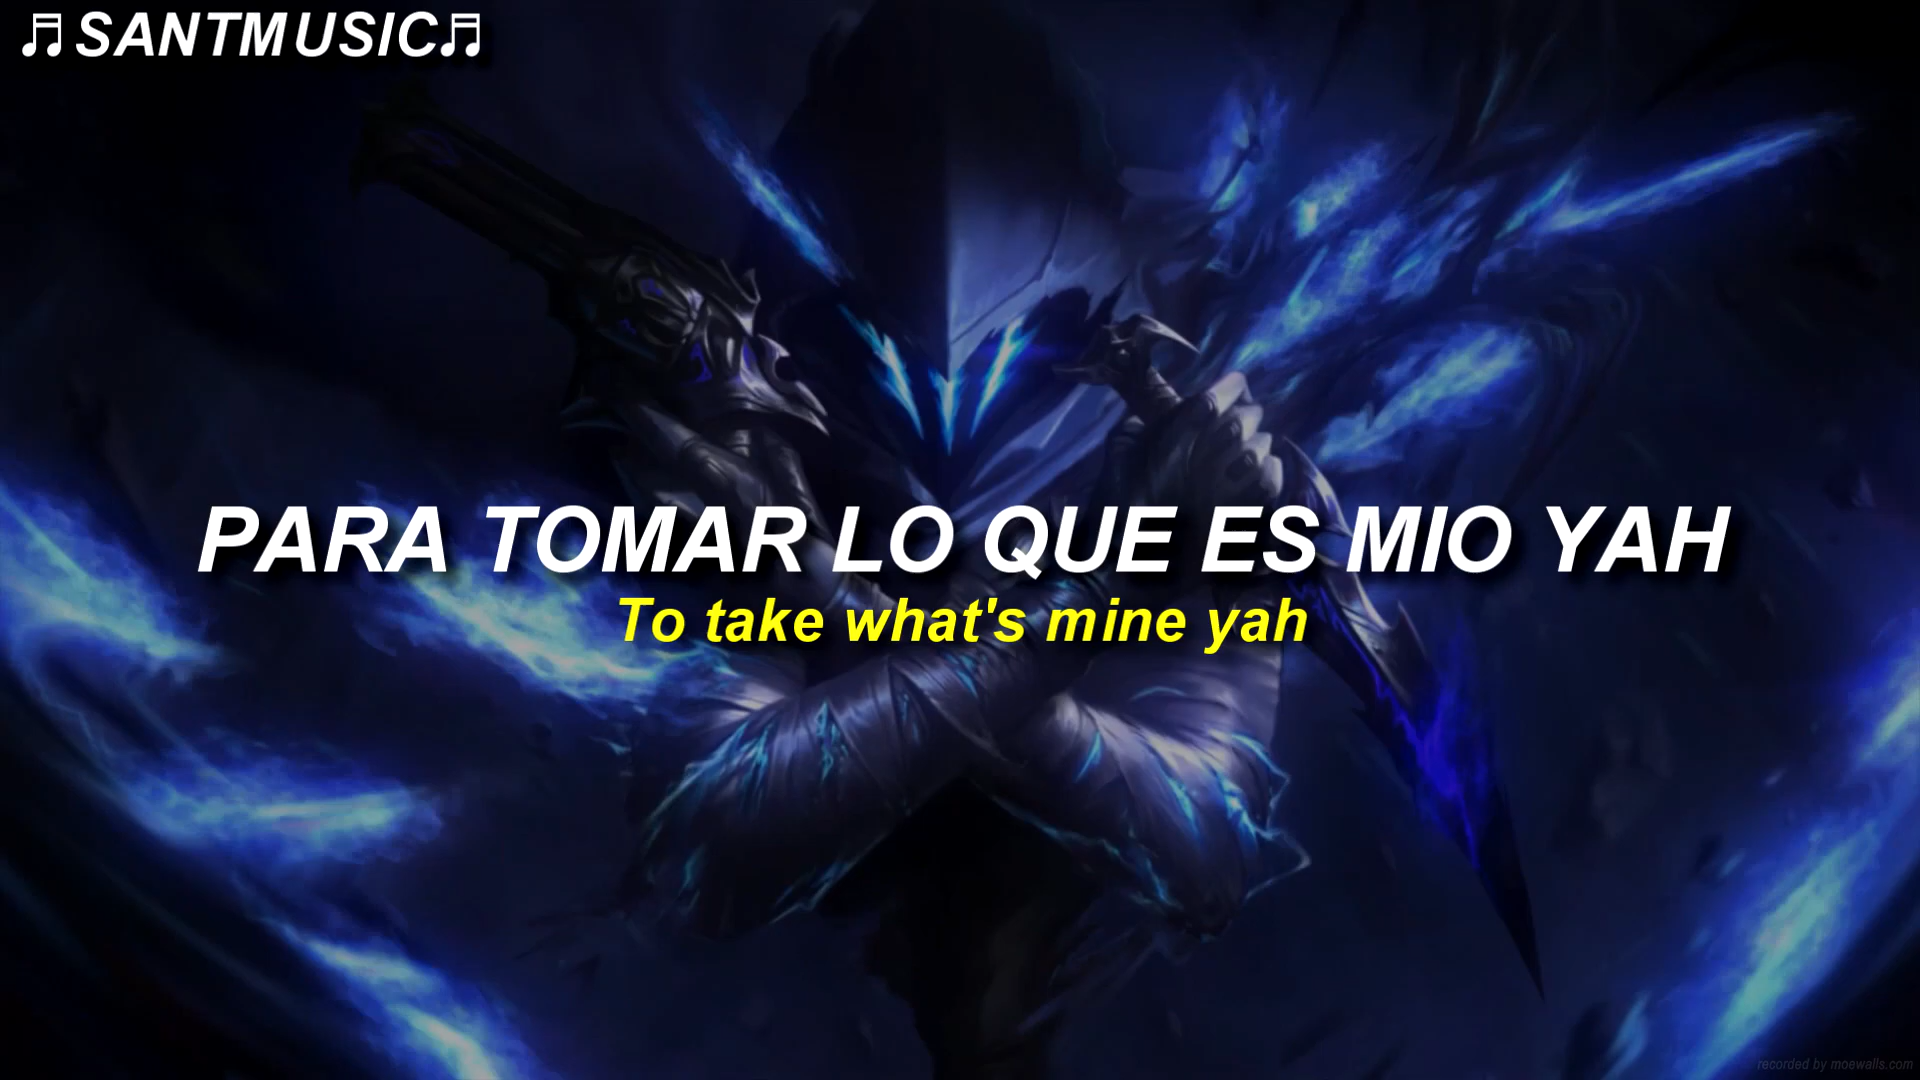 ♬SANTMUSIC♬
PARA TOMAR LO QUE ES MIO YAH
To take what's mine yah
recorded by moewalls.com